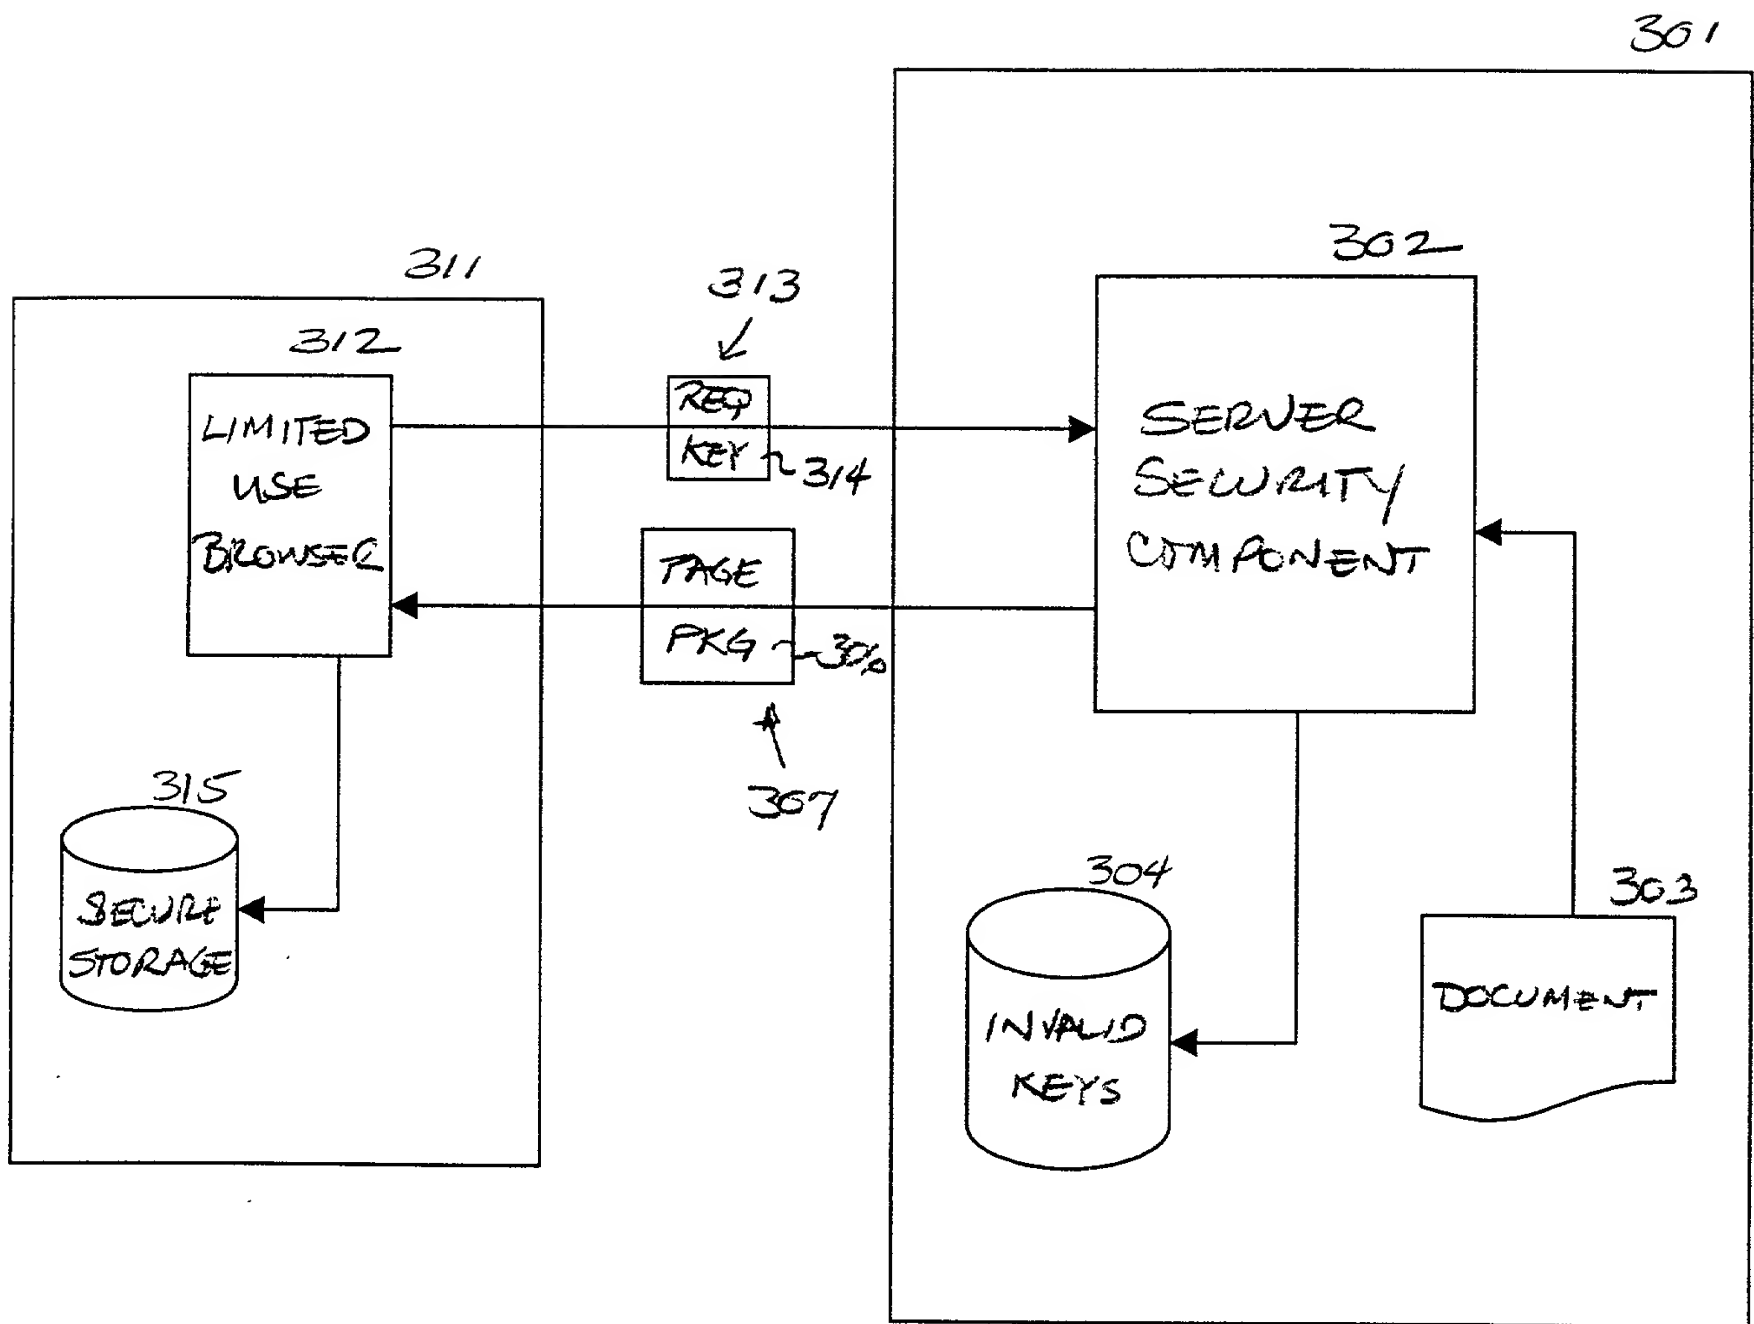 301
302
311
313
312
REQ
KEY 314
LIMITED
USE
BROWSER
SERVER
SECURITY
COMPONENT
PAGE
PKG 306
307
315
SECURE
STORAGE
304
INVALID
KEYS
303
DOCUMENT